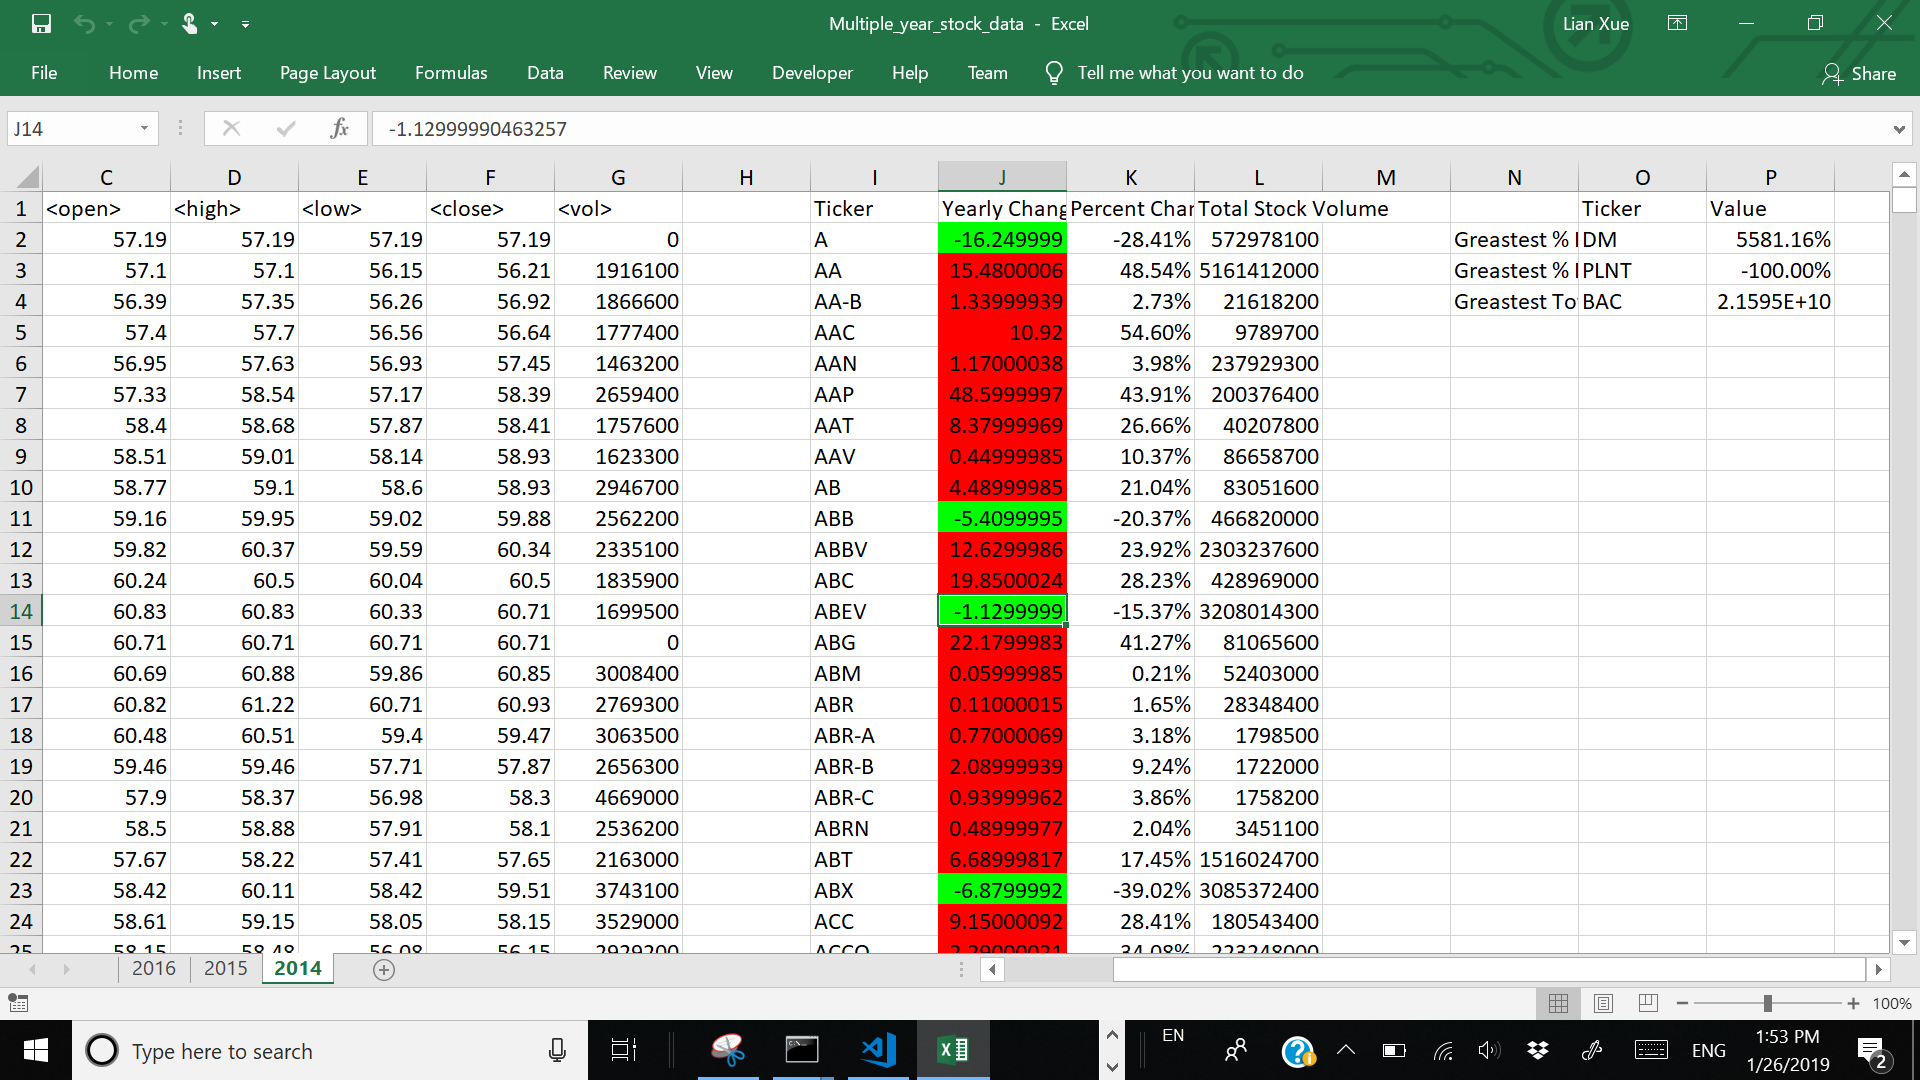 Multiple_year_stock_data - Excel
Lian Xue
File Home Insert Page Layout Formulas Data Review View Developer Help Team Tell me what you want to do Share
J14 fx -1.12999990463257
C D E F G H I J K L M N O P
1 <open> <high> <low> <close> <vol> Ticker Yearly Chang Percent Char Total Stock Volume Ticker Value
2 57.19 57.19 57.19 57.19 0 A -16.249999 -28.41% 572978100 Greastest % DM 5581.16%
3 57.1 57.1 56.15 56.21 1916100 AA 15.4800006 48.54% 5161412000 Greastest % PLNT -100.00%
4 56.39 57.35 56.26 56.92 1866600 AA-B 1.33999939 2.73% 21618200 Greastest To BAC 2.1595E+10
5 57.4 57.7 56.56 56.64 1777400 AAC 10.92 54.60% 9789700
6 56.95 57.63 56.93 57.45 1463200 AAN 1.17000038 3.98% 237929300
7 57.33 58.54 57.17 58.39 2659400 AAP 48.5999997 43.91% 200376400
8 58.4 58.68 57.87 58.41 1757600 AAT 8.37999969 26.66% 40207800
9 58.51 59.01 58.14 58.93 1623300 AAV 0.44999985 10.37% 86658700
10 58.77 59.1 58.6 58.93 2946700 AB 4.48999985 21.04% 83051600
11 59.16 59.95 59.02 59.88 2562200 ABB -5.4099995 -20.37% 466820000
12 59.82 60.37 59.59 60.34 2335100 ABBV 12.6299986 23.92% 2303237600
13 60.24 60.5 60.04 60.5 1835900 ABC 19.8500024 28.23% 428969000
14 60.83 60.83 60.33 60.71 1699500 ABEV -1.1299999 -15.37% 3208014300
15 60.71 60.71 60.71 60.71 0 ABG 22.1799983 41.27% 81065600
16 60.69 60.88 59.86 60.85 3008400 ABM 0.05999985 0.21% 52403000
17 60.82 61.22 60.71 60.93 2769300 ABR 0.11000015 1.65% 28348400
18 60.48 60.51 59.4 59.47 3063500 ABR-A 0.77000069 3.18% 1798500
19 59.46 59.46 57.71 57.87 2656300 ABR-B 2.08999939 9.24% 1722000
20 57.9 58.37 56.98 58.3 4669000 ABR-C 0.93999962 3.86% 1758200
21 58.5 58.88 57.91 58.1 2536200 ABRN 0.48999977 2.04% 3451100
22 57.67 58.22 57.41 57.65 2163000 ABT 6.68999817 17.45% 1516024700
23 58.42 60.11 58.42 59.51 3743100 ABX -6.8799992 -39.02% 3085372400
24 58.61 59.15 58.05 58.15 3529000 ACC 9.15000092 28.41% 180543400
25 58.15 58.48 56.08 56.15 2929200 ACCO 2.29000021 34.08% 223248000
2016 2015 2014
100%
Type here to search
EN
ENG
1:53 PM
1/26/2019
2